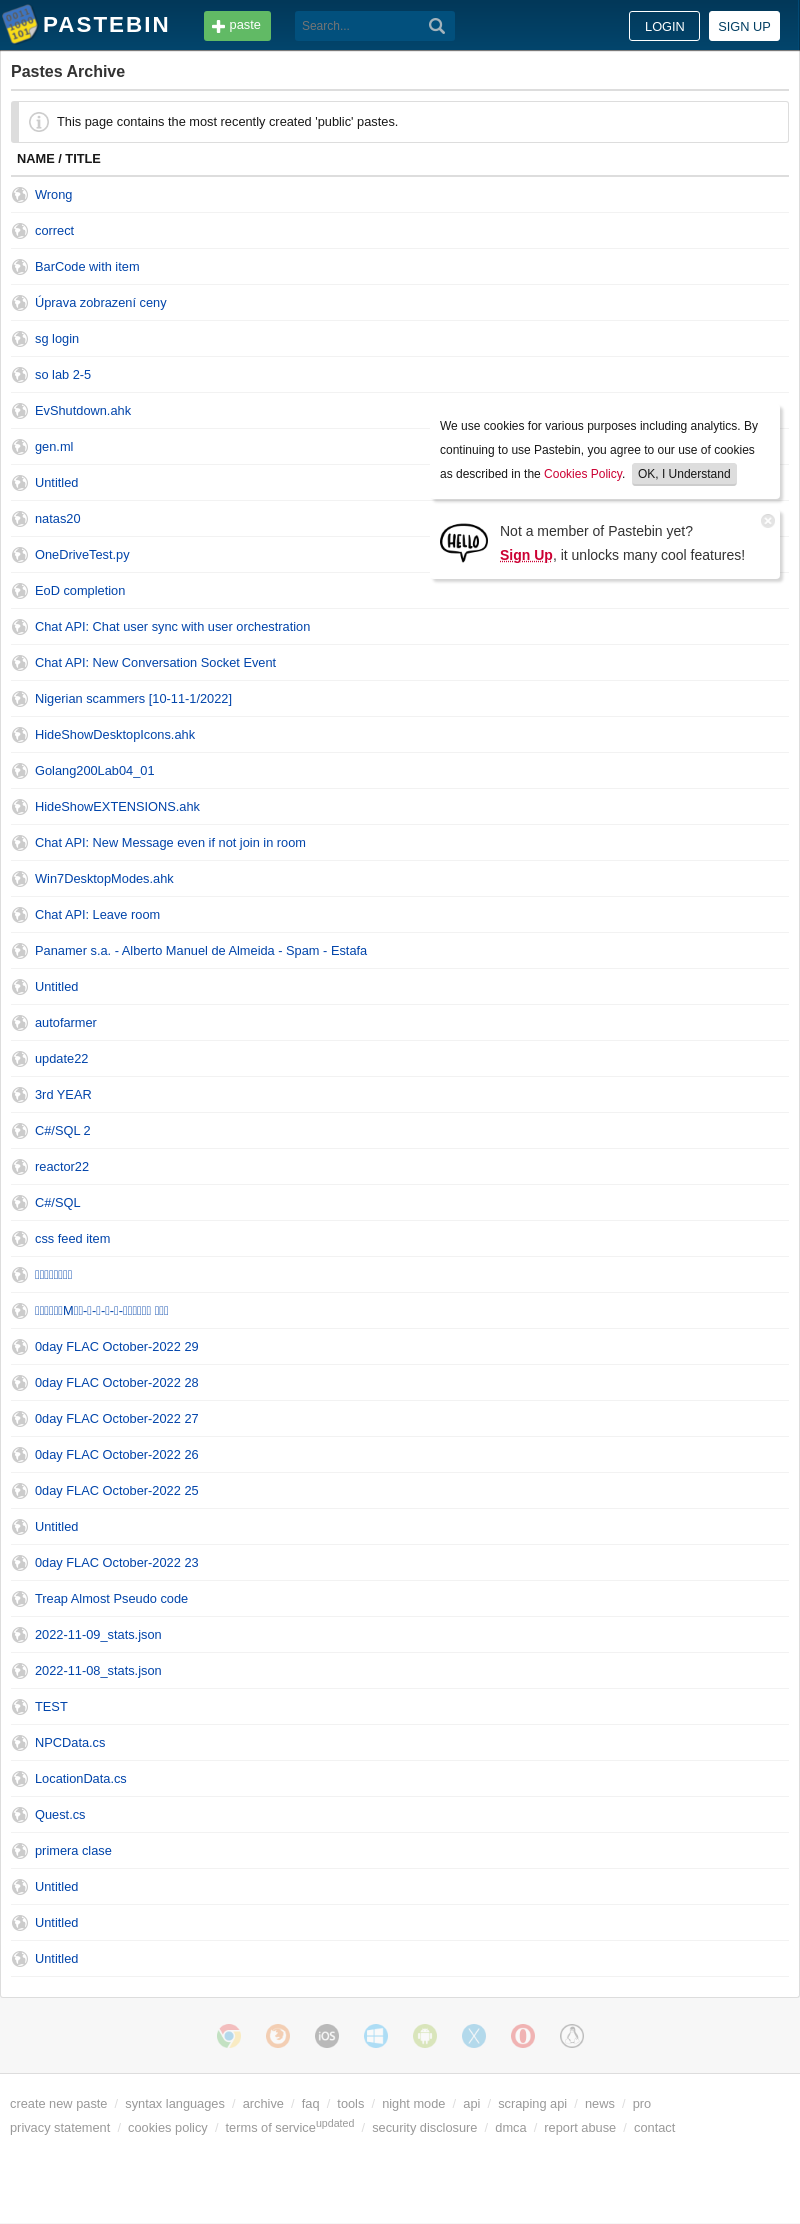 PASTEBIN
paste
Search...
LOGIN
SIGN UP
Pastes Archive
This page contains the most recently created 'public' pastes.
NAME / TITLE
Wrong
correct
BarCode with item
Úprava zobrazení ceny
sg login
so lab 2-5
EvShutdown.ahk
gen.ml
Untitled
natas20
OneDriveTest.py
EoD completion
We use cookies for various purposes including analytics. By
continuing to use Pastebin, you agree to our use of cookies
as described in the Cookies Policy. OK, I Understand
HELLO
Not a member of Pastebin yet?
Sign Up, it unlocks many cool features!
Chat API: Chat user sync with user orchestration
Chat API: New Conversation Socket Event
Nigerian scammers [10-11-1/2022]
HideShowDesktopIcons.ahk
Golang200Lab04_01
HideShowEXTENSIONS.ahk
Chat API: New Message even if not join in room
Win7DesktopModes.ahk
Chat API: Leave room
Panamer s.a. - Alberto Manuel de Almeida - Spam - Estafa
Untitled
autofarmer
update22
3rd YEAR
C#/SQL 2
reactor22
C#/SQL
css feed item
0day FLAC October-2022 29
0day FLAC October-2022 28
0day FLAC October-2022 27
0day FLAC October-2022 26
0day FLAC October-2022 25
Untitled
0day FLAC October-2022 23
Treap Almost Pseudo code
2022-11-09_stats.json
2022-11-08_stats.json
TEST
NPCData.cs
LocationData.cs
Quest.cs
primera clase
Untitled
Untitled
Untitled
iOS
create new paste / syntax languages / archive / faq / tools / night mode / api / scraping api / news / pro
privacy statement / cookies policy / terms of service updated / security disclosure / dmca / report abuse / contact